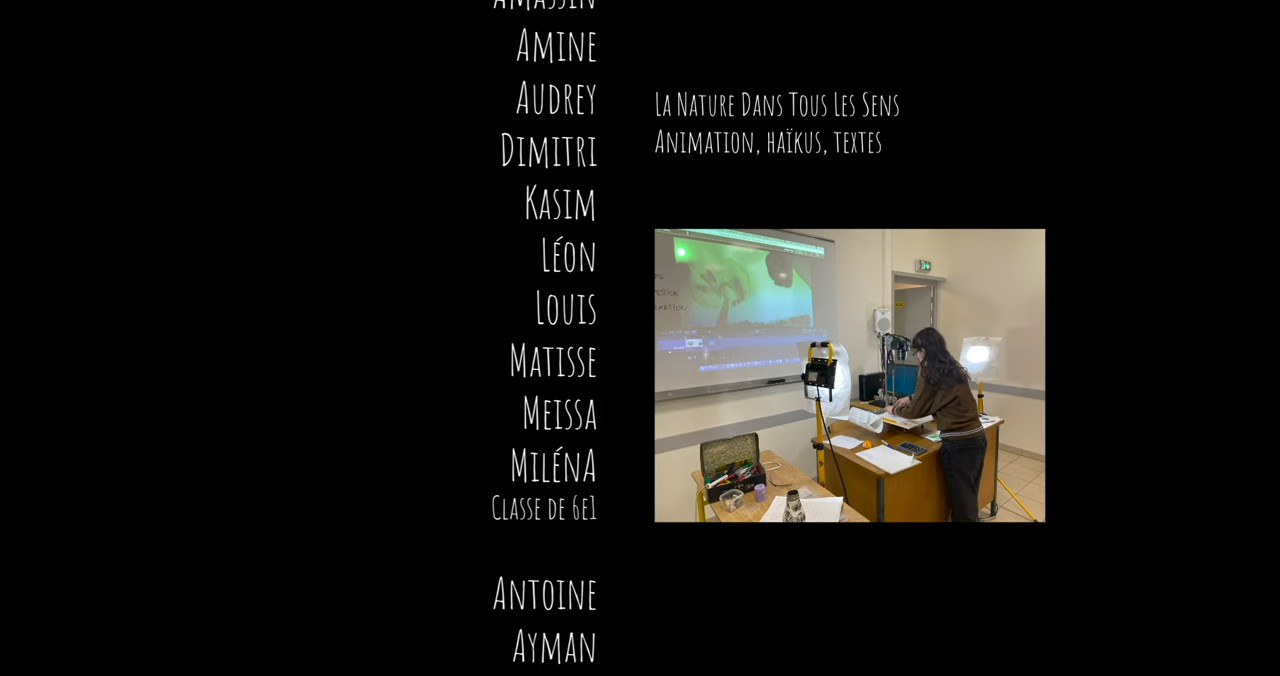 AMASSIN
AMINE
AUDREY
DIMITRI
KASIM
LÉON
LOUIS
MATISSE
MEISSA
MILÉNA
CLASSE DE 6E1
ANTOINE
AYMAN
LA NATURE DANS TOUS LES SENS
ANIMATION, HAÏKUS, TEXTES